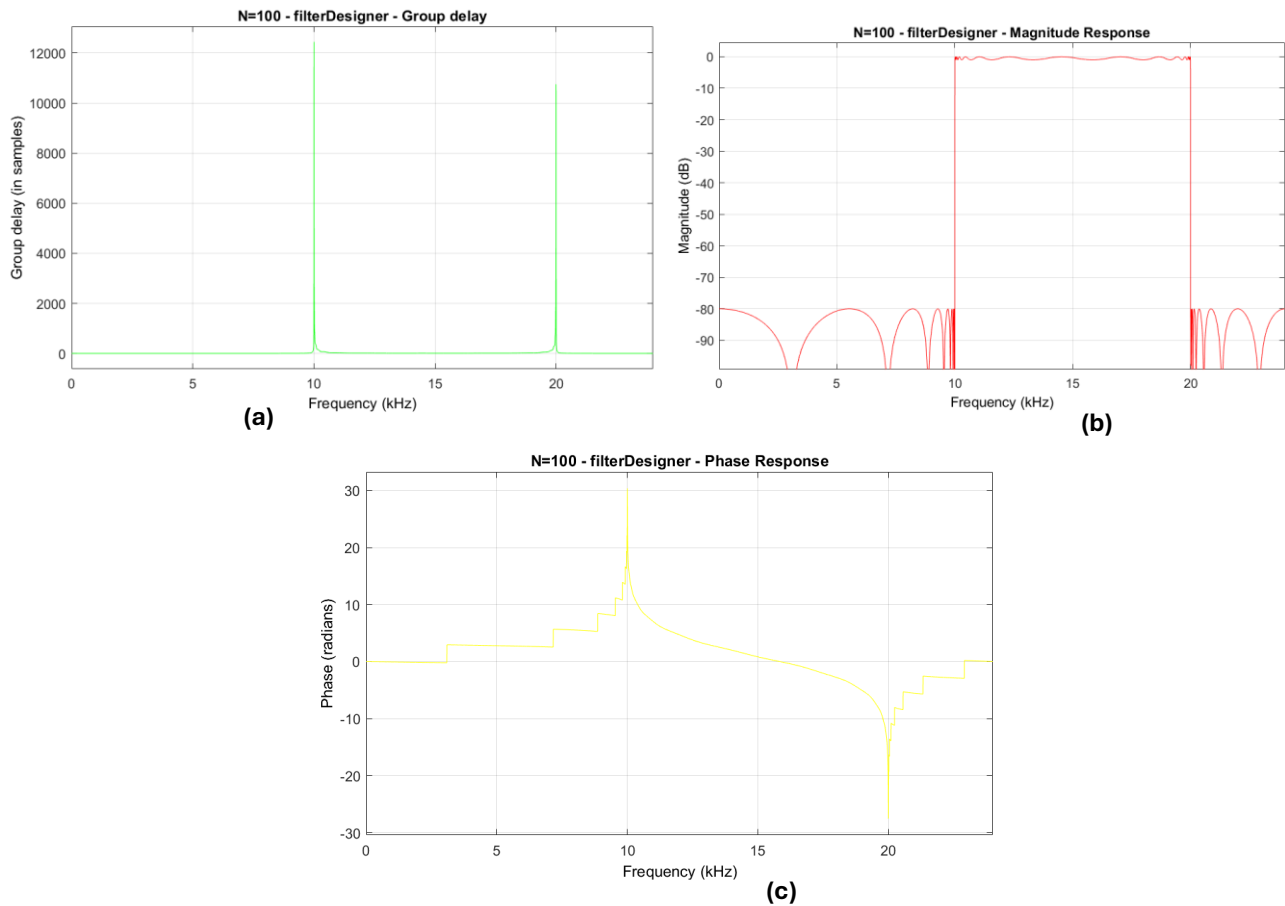 N=100 - filterDesigner - Group delay
12000
10000
8000
6000
4000
2000
0
Group delay (in samples)
0 5 10 15 20
Frequency (kHz)
(a)
N=100 - filterDesigner - Magnitude Response
0
-10
-20
-30
-40
-50
-60
-70
-80
-90
Magnitude (dB)
0 5 10 15 20
Frequency (kHz)
(b)
N=100 - filterDesigner - Phase Response
30
20
10
0
-10
-20
-30
Phase (radians)
0 5 10 15 20
Frequency (kHz)
(c)